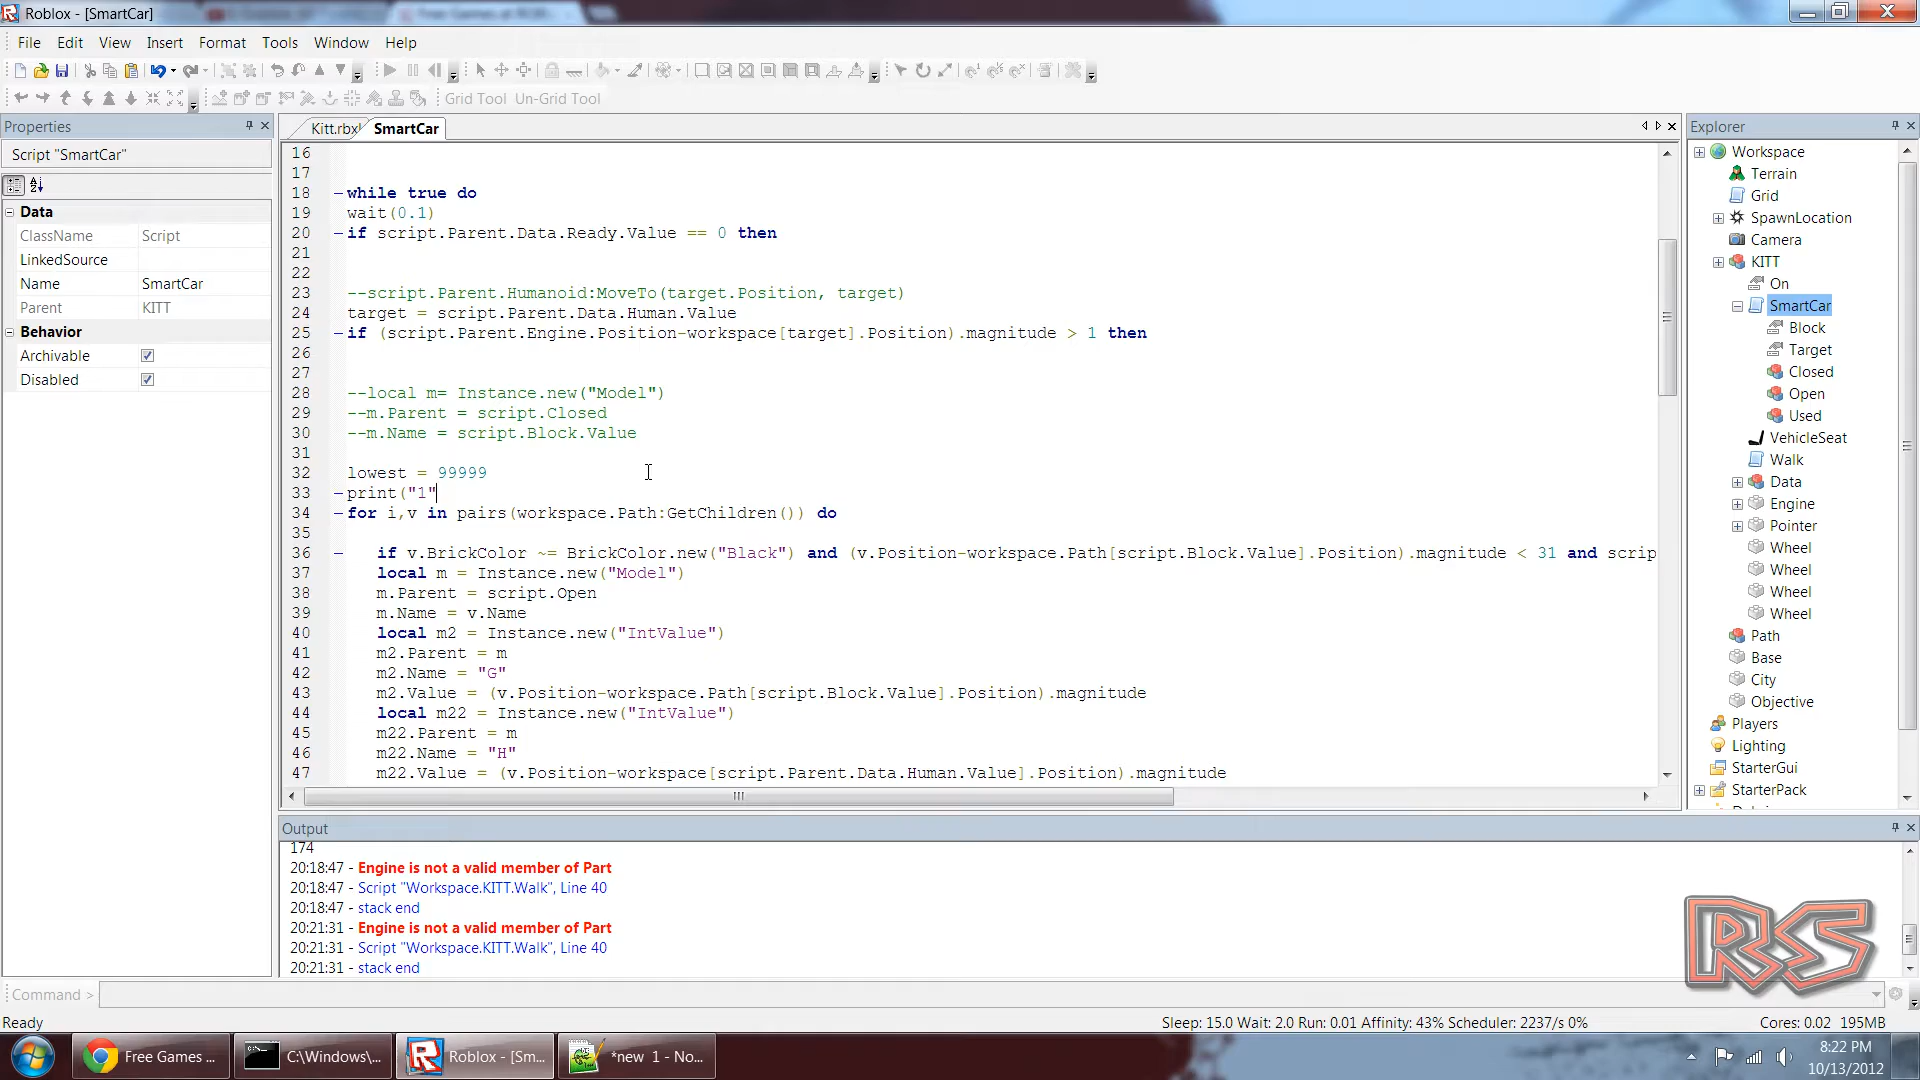 Roblox - [SmartCar]
File Edit View Insert Format Tools Window Help
Grid Tool Un-Grid Tool
Properties
Script "SmartCar"
Data
ClassName Script
LinkedSource
Name SmartCar
Parent KITT
Behavior
Archivable
Disabled
Kitt.rbxl SmartCar
16
17
18 while true do
19 wait(0.1)
20 if script.Parent.Data.Ready.Value == 0 then
21
22
23 --script.Parent.Humanoid:MoveTo(target.Position, target)
24 target = script.Parent.Data.Human.Value
25 if (script.Parent.Engine.Position-workspace[target].Position).magnitude > 1 then
26
27
28 --local m= Instance.new("Model")
29 --m.Parent = script.Closed
30 --m.Name = script.Block.Value
31
32 lowest = 99999
33 print("1"
34 for i,v in pairs(workspace.Path:GetChildren()) do
35
36 if v.BrickColor ~= BrickColor.new("Black") and (v.Position-workspace.Path[script.Block.Value].Position).magnitude < 31 and scrip
37 local m = Instance.new("Model")
38 m.Parent = script.Open
39 m.Name = v.Name
40 local m2 = Instance.new("IntValue")
41 m2.Parent = m
42 m2.Name = "G"
43 m2.Value = (v.Position-workspace.Path[script.Block.Value].Position).magnitude
44 local m22 = Instance.new("IntValue")
45 m22.Parent = m
46 m22.Name = "H"
47 m22.Value = (v.Position-workspace[script.Parent.Data.Human.Value].Position).magnitude
Explorer
Workspace
Terrain
Grid
SpawnLocation
Camera
KITT
On
SmartCar
Block
Target
Closed
Open
Used
VehicleSeat
Walk
Data
Engine
Pointer
Wheel
Wheel
Wheel
Wheel
Path
Base
City
Objective
Players
Lighting
StarterGui
StarterPack
Output
174
20:18:47 - Engine is not a valid member of Part
20:18:47 - Script "Workspace.KITT.Walk", Line 40
20:18:47 - stack end
20:21:31 - Engine is not a valid member of Part
20:21:31 - Script "Workspace.KITT.Walk", Line 40
20:21:31 - stack end
RS
Command >
Ready
Sleep: 15.0 Wait: 2.0 Run: 0.01 Affinity: 43% Scheduler: 2237/s 0% Cores: 0.02 195MB
Free Games ... C:\Windows\... Roblox - [Sm... *new 1 - No...
8:22 PM
10/13/2012